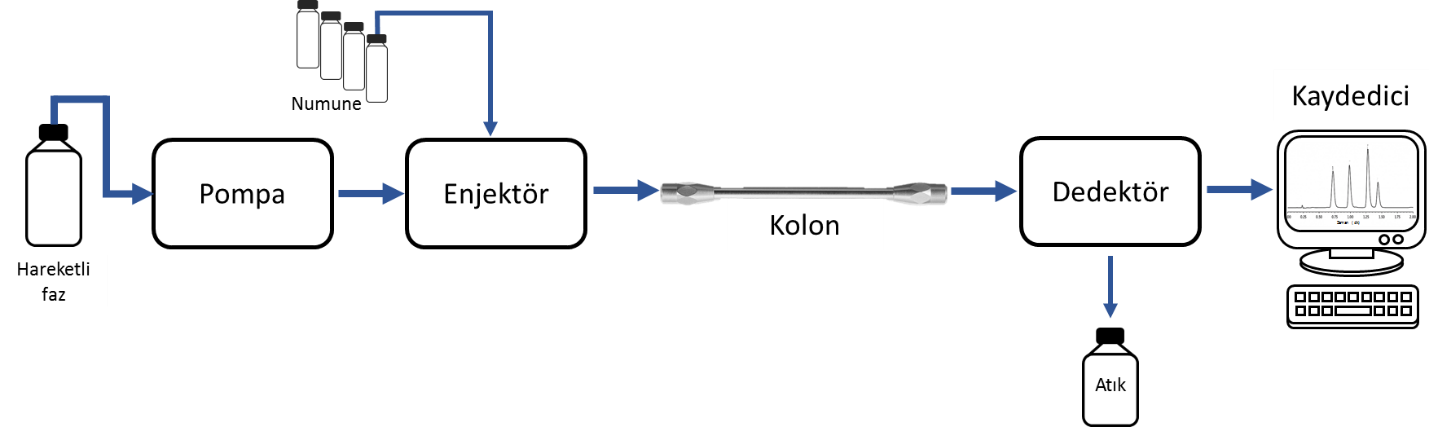 Kaydedici
Numune
Pompa
Enjektör
Kolon
Dedektör
Hareketli
faz
Atık